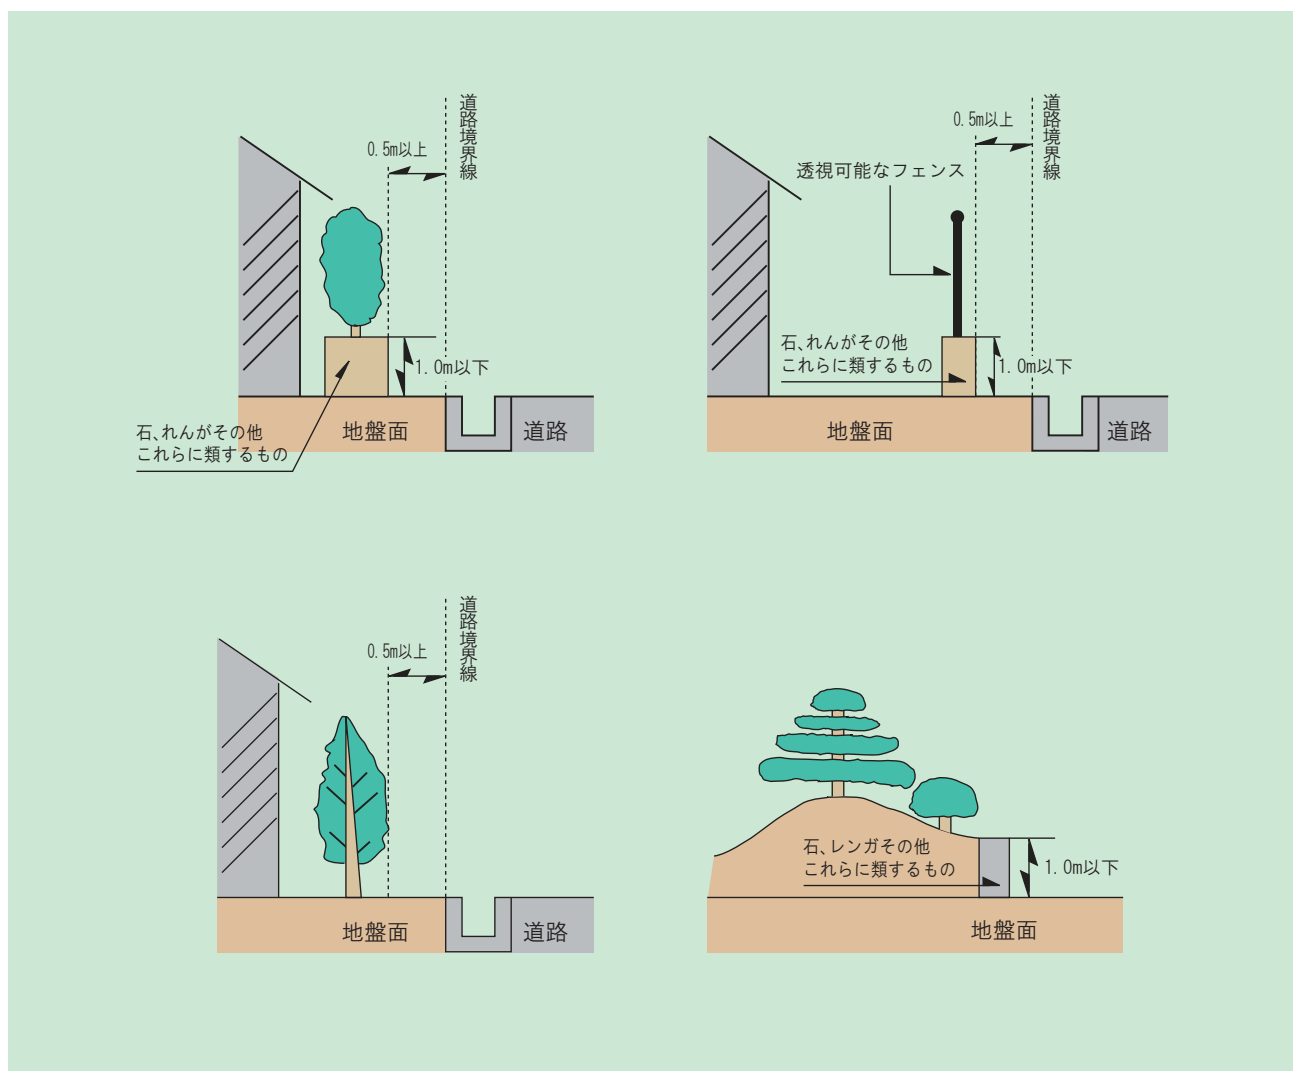 道路境界線
0.5m以上
1.0m以下
石、れんがその他
これらに類するもの
地盤面
道路
道路境界線
0.5m以上
透視可能なフェンス
石、れんがその他
これらに類するもの
1.0m以下
地盤面
道路
道路境界線
0.5m以上
地盤面
道路
石、レンガその他
これらに類するもの
1.0m以下
地盤面